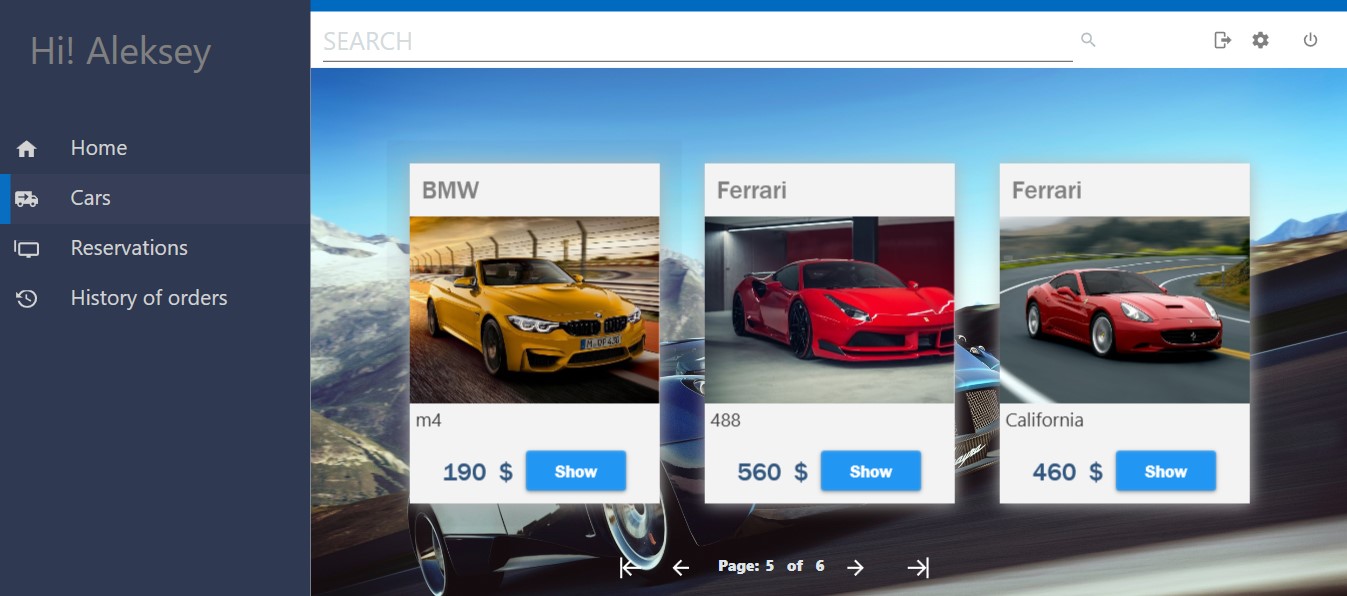 Hi! Aleksey
SEARCH
Home
Cars
Reservations
History of orders
BMW
m4
190 $ Show
Ferrari
488
560 $ Show
Ferrari
California
460 $ Show
Page: 5 of 6